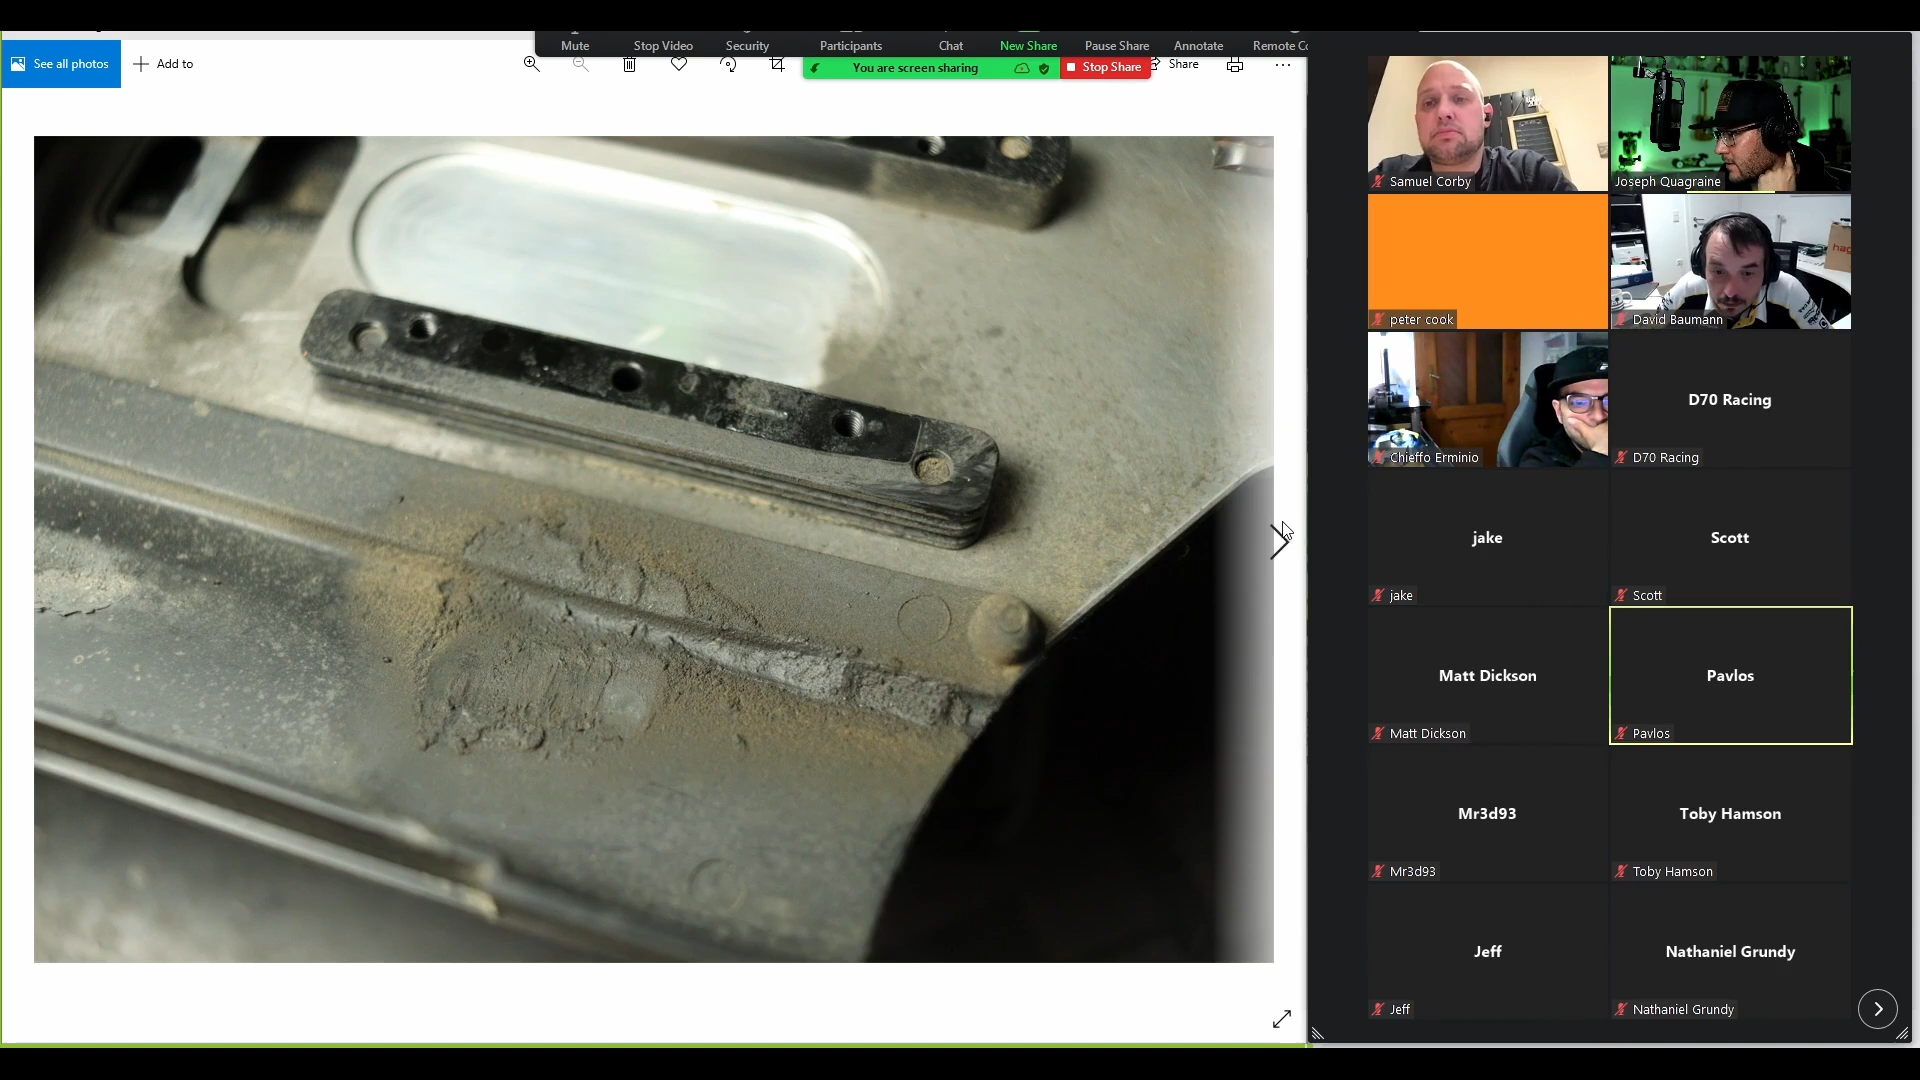 Mute
Stop Video
Security
Participants
Chat
New Share
Pause Share
Annotate
See all photos
Add to
You are screen sharing
Stop Share
Share
Samuel Corby
Joseph Quagraine
peter cook
David Baumann
Chieffo Erminio
D70 Racing
D70 Racing
jake
Scott
jake
Scott
Matt Dickson
Pavlos
Matt Dickson
Pavlos
Mr3d93
Toby Hamson
Mr3d93
Toby Hamson
Jeff
Nathaniel Grundy
Jeff
Nathaniel Grundy